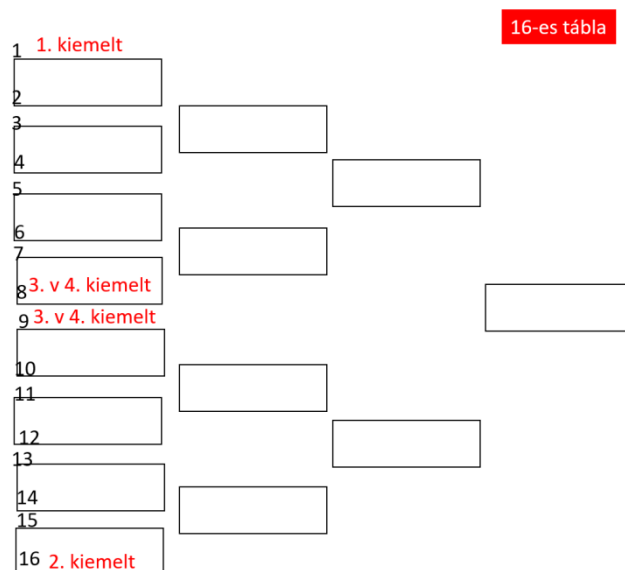 16-es tábla
1 1. kiemelt
2
3
4
5
6
7
8 3. v 4. kiemelt
9 3. v 4. kiemelt
10
11
12
13
14
15
16 2. kiemelt